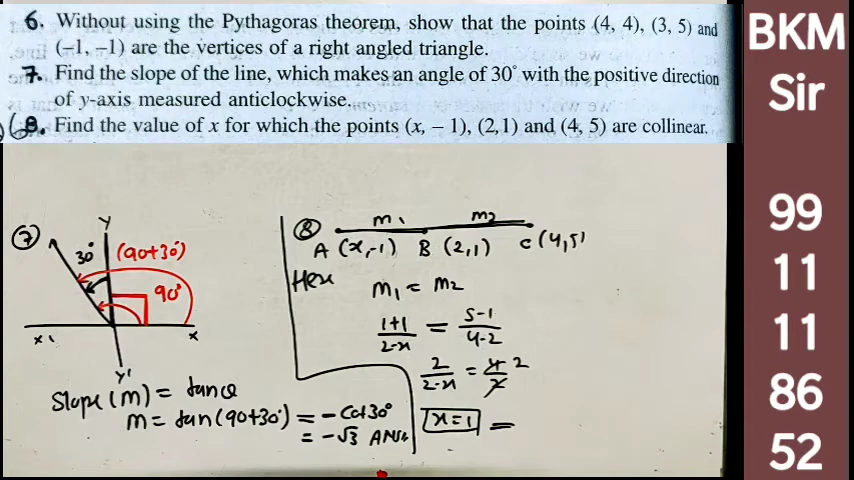 6. Without using the Pythagoras theorem, show that the points (4, 4), (3, 5) and
(−1, −1) are the vertices of a right angled triangle.
7. Find the slope of the line, which makes an angle of 30° with the positive direction
of y-axis measured anticlockwise.
8. Find the value of x for which the points (x, − 1), (2,1) and (4, 5) are collinear.
BKM
Sir
99
11
11
86
52
7
Y
30°
(90+30°)
90°
x1
x
Y'
Slope (m) = tanθ
m = tan(90+30°) = -Cot30°
= -√3 Ans
8
m1 m2
A (x,-1) B (2,1) C (4,5)
Here
m1 = m2
1+1/2-x = 5-1/4-2
2/2-x = 4/2 2
x=1